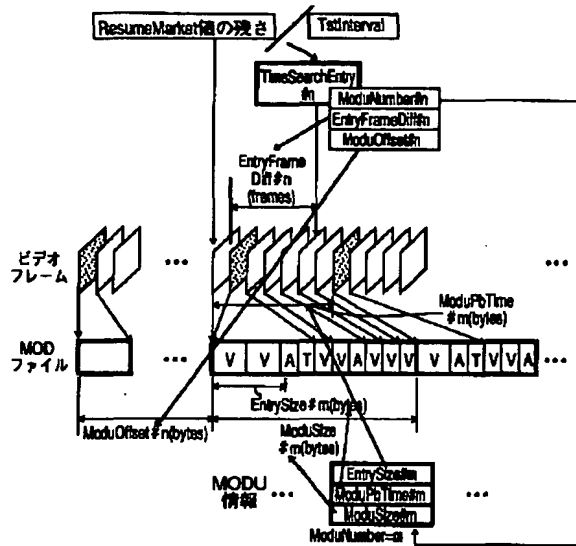 ResumeMarket値の残さ
TstInterval
TimeSearchEntry
#n
ModuNumber#n
EntryFrameDiff#n
ModuOffset#n
EntryFrame
Diff#n
(frames)
ビデオ
フレーム
•••
•••
ModuPbTime
#m(bytes)
MOD
ファイル
•••
V V A T V V A V V V V A T V V A •••
EntrySize#m(bytes)
ModuOffset#n(bytes)
ModuSize
#m(bytes)
MODU
情報
•••
EntrySize#m
ModuPbTime#m
ModuSize#m
•••
ModuNumber=m